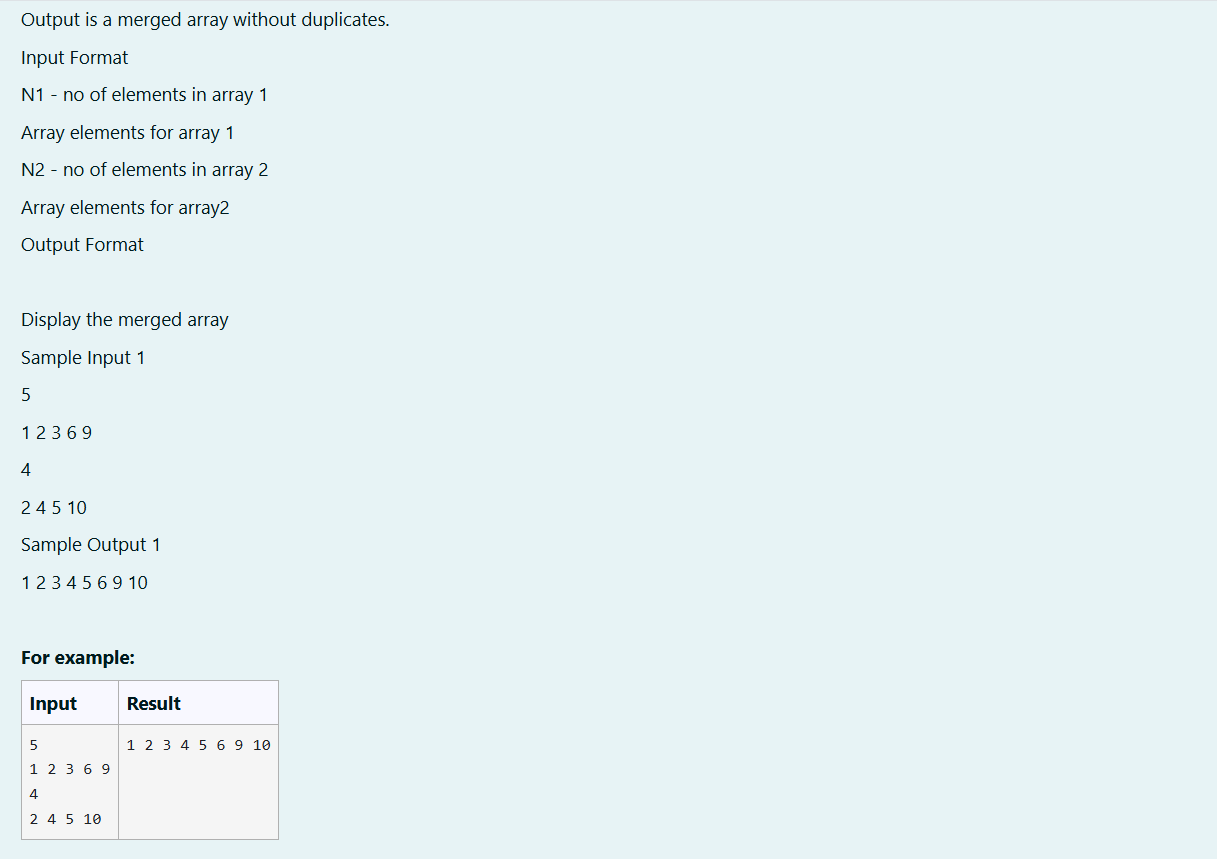 Output is a merged array without duplicates.
Input Format
N1 - no of elements in array 1
Array elements for array 1
N2 - no of elements in array 2
Array elements for array2
Output Format
Display the merged array
Sample Input 1
5
1 2 3 6 9
4
2 4 5 10
Sample Output 1
1 2 3 4 5 6 9 10
For example:
Input Result
5 1 2 3 4 5 6 9 10
1 2 3 6 9
4
2 4 5 10